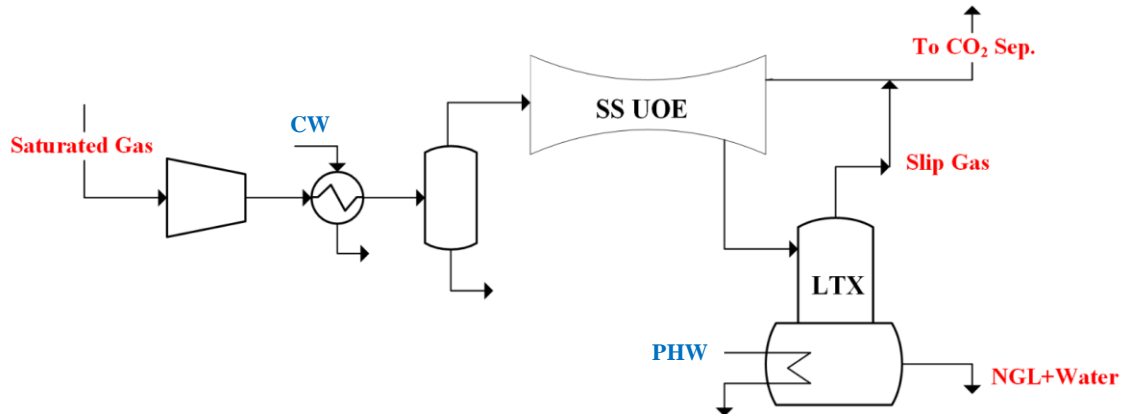 To CO₂ Sep.
SS UOE
CW
Saturated Gas
Slip Gas
LTX
PHW
NGL+Water